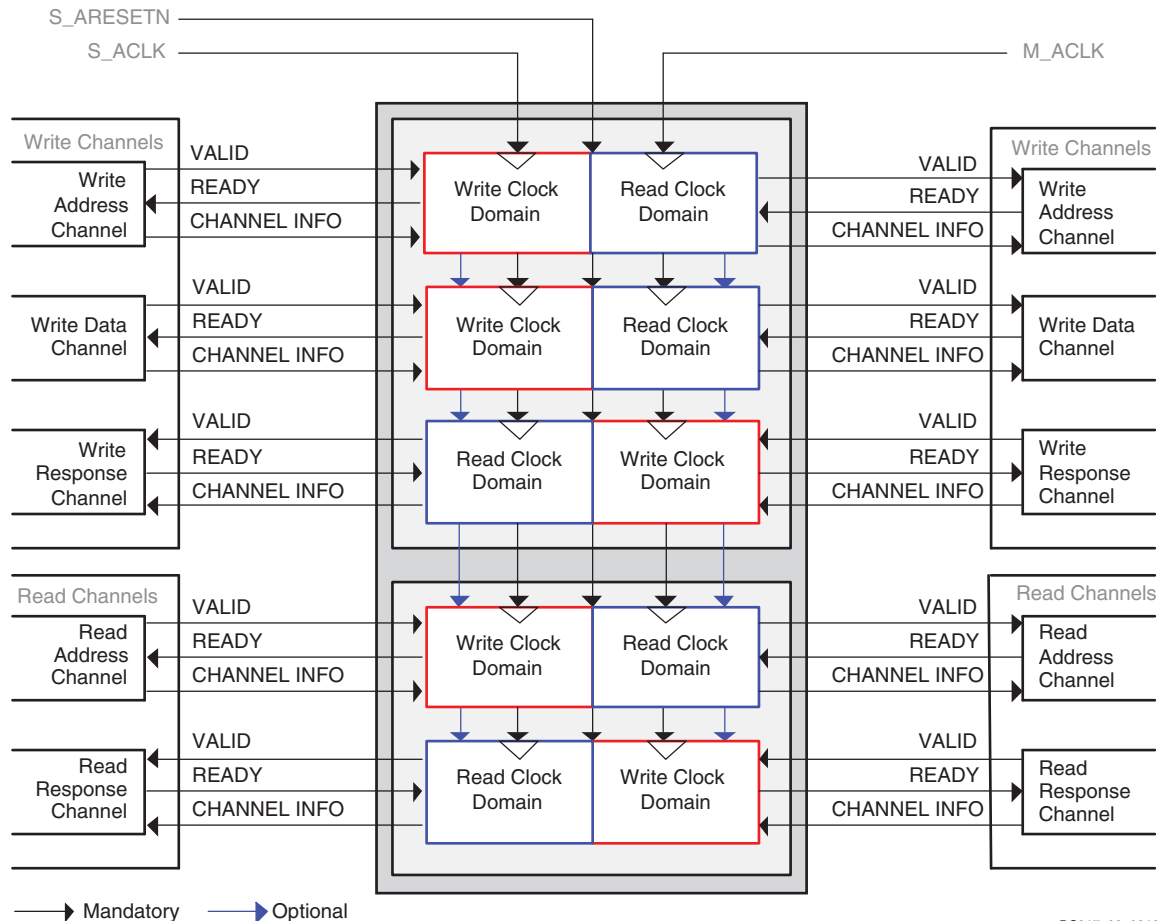 S_ARESETN
S_ACLK
M_ACLK
Write Channels
Write
Address
Channel
VALID
READY
CHANNEL INFO
Write Clock
Domain
Read Clock
Domain
VALID
READY
CHANNEL INFO
Write Channels
Write
Address
Channel
Write Data
Channel
VALID
READY
CHANNEL INFO
Write Clock
Domain
Read Clock
Domain
VALID
READY
CHANNEL INFO
Write Data
Channel
Write
Response
Channel
VALID
READY
CHANNEL INFO
Read Clock
Domain
Write Clock
Domain
VALID
READY
CHANNEL INFO
Write
Response
Channel
Read Channels
Read
Address
Channel
VALID
READY
CHANNEL INFO
Write Clock
Domain
Read Clock
Domain
VALID
READY
CHANNEL INFO
Read Channels
Read
Address
Channel
Read
Response
Channel
VALID
READY
CHANNEL INFO
Read Clock
Domain
Write Clock
Domain
VALID
READY
CHANNEL INFO
Read
Response
Channel
Mandatory
Optional